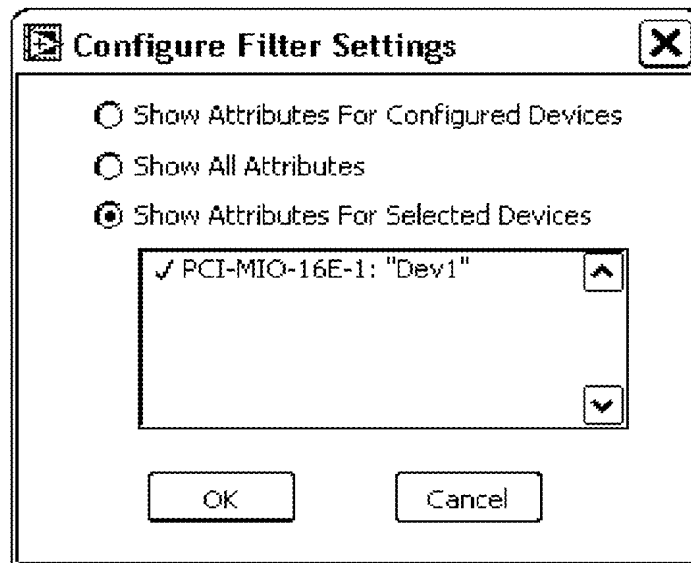 Configure Filter Settings
Show Attributes For Configured Devices
Show All Attributes
Show Attributes For Selected Devices
✓ PCI-MIO-16E-1: "Dev1"
OK
Cancel